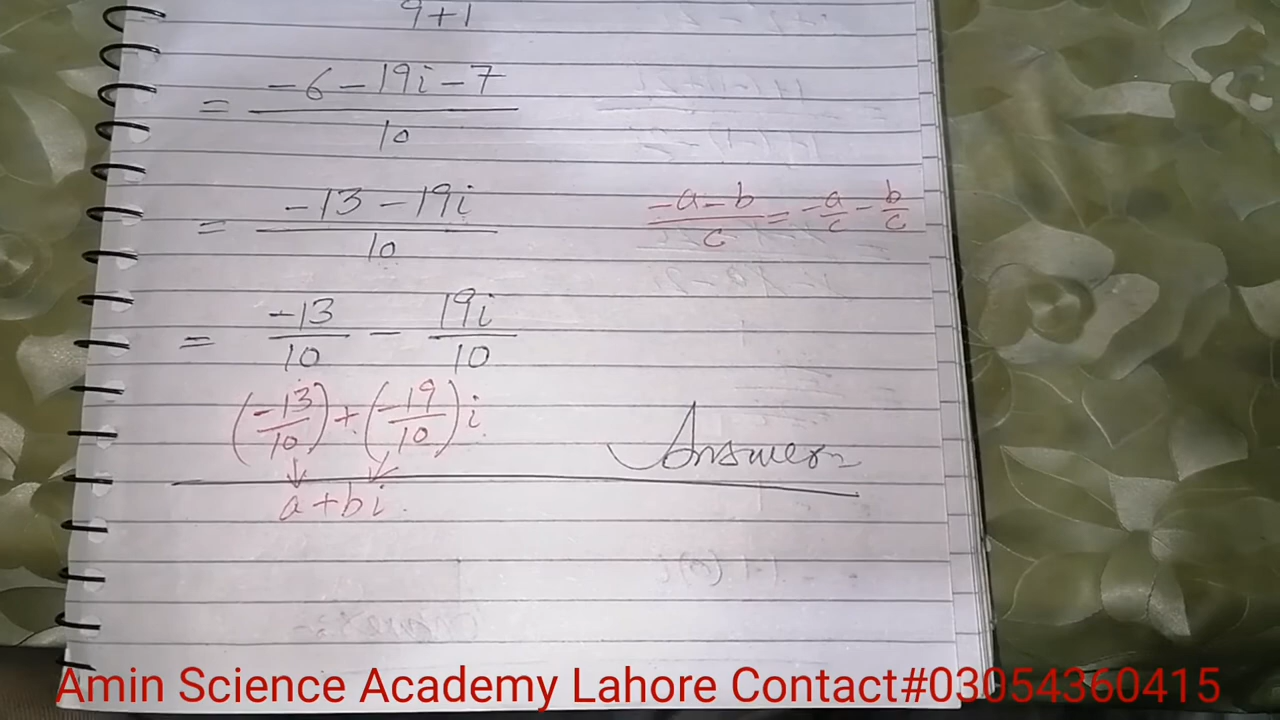 9+1
= -6-19i-7 / 10
= -13-19i / 10
-a-b / c = -a/c - b/c
= -13/10 - 19i/10
(-13/10)+(-19/10)i
Answer
a+bi
Amin Science Academy Lahore Contact#03054360415